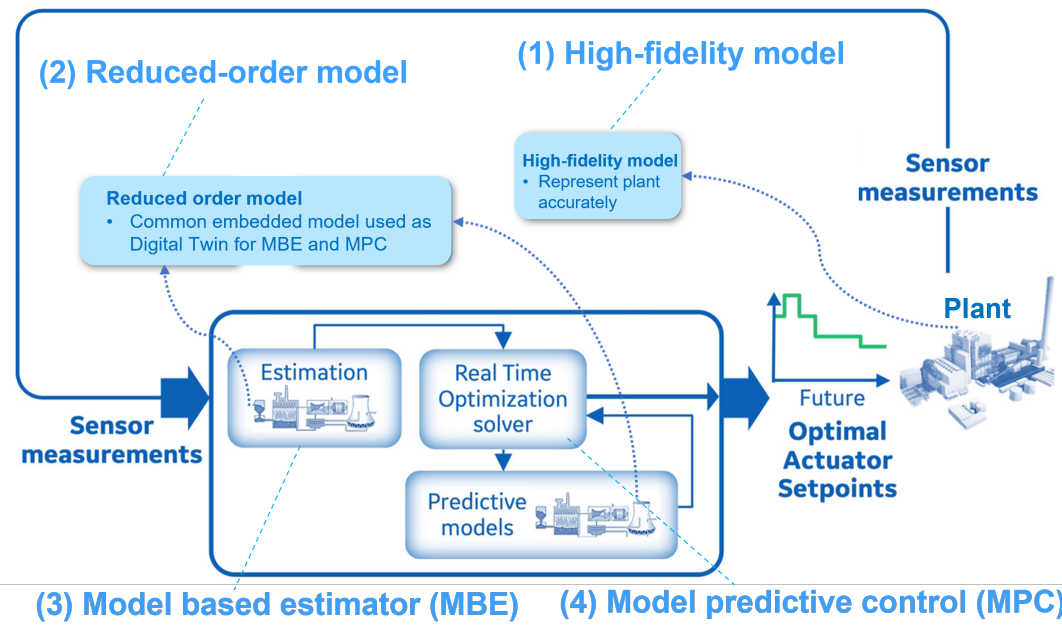 (1) High-fidelity model
(2) Reduced-order model
High-fidelity model
• Represent plant
accurately
Sensor
measurements
Reduced order model
• Common embedded model used as
Digital Twin for MBE and MPC
Plant
Estimation
Real Time
Optimization
solver
Future
Sensor
measurements
Optimal
Actuator
Setpoints
Predictive
models
(3) Model based estimator (MBE)
(4) Model predictive control (MPC)